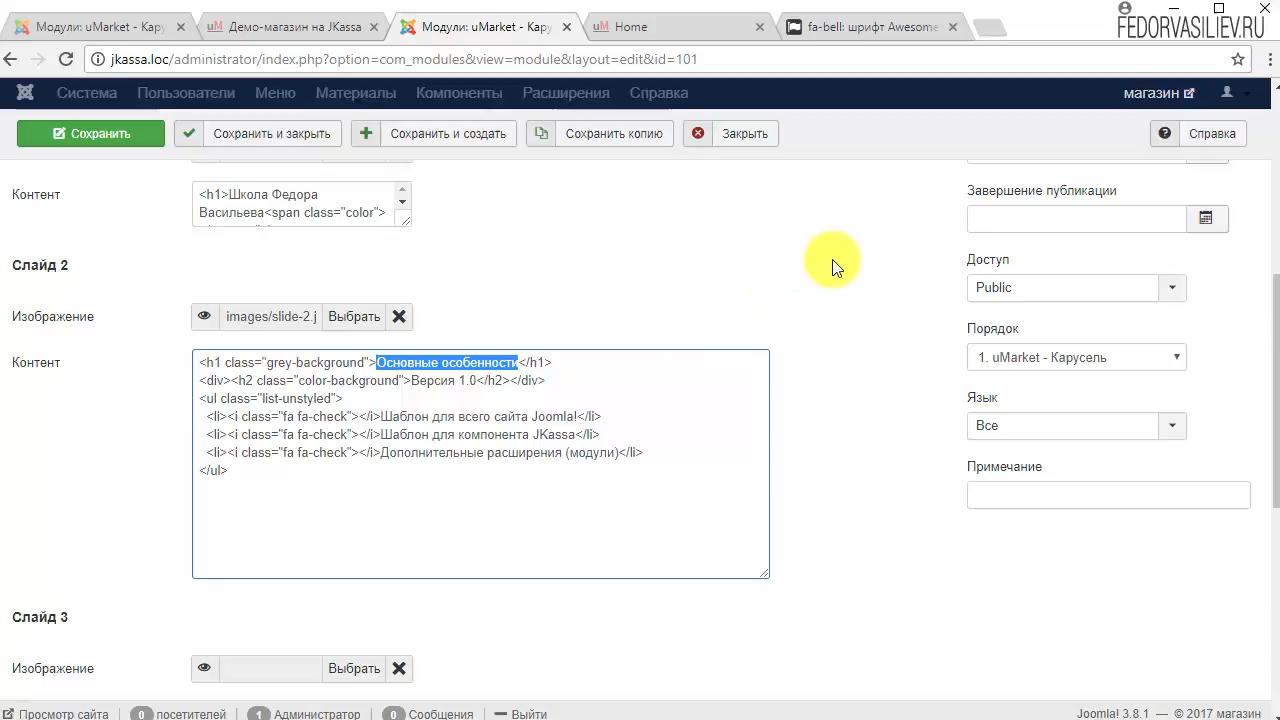 Модули: uMarket - Кару
Демо-магазин на JKassa
Модули: uMarket - Кару
Home
fa-bell: шрифт Awesome
FEDORVASILIEV.RU
jkassa.loc/administrator/index.php?option=com_modules&view=module&layout=edit&id=101
Система Пользователи Меню Материалы Компоненты Расширения Справка магазин
Сохранить Сохранить и закрыть Сохранить и создать Сохранить копию Закрыть Справка
Контент
<h1>Школа Федора
Васильева<span class="color">
Слайд 2
Изображение
images/slide-2.j Выбрать
Контент
<h1 class="grey-background">Основные особенности</h1>
<div><h2 class="color-background">Версия 1.0</h2></div>
<ul class="list-unstyled">
<li><i class="fa fa-check"></i>Шаблон для всего сайта Joomla!</li>
<li><i class="fa fa-check"></i>Шаблон для компонента JKassa</li>
<li><i class="fa fa-check"></i>Дополнительные расширения (модули)</li>
</ul>
Слайд 3
Изображение
Выбрать
Завершение публикации
Доступ
Public
Порядок
1. uMarket - Карусель
Язык
Все
Примечание
Просмотр сайта 0 посетителей 1 Администратор 0 Сообщения Выйти
Joomla! 3.8.1 — © 2017 магазин